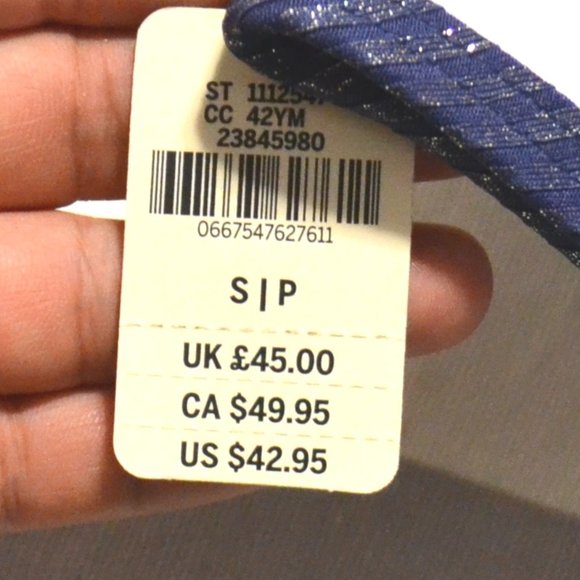 ST
CC 42YM
23845980
0667547627611
S|P
UK £45.00
CA $49.95
US $42.95